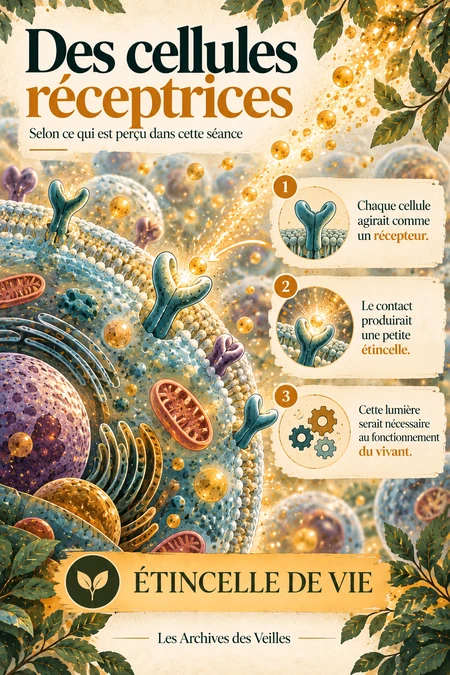 Des cellules
réceptrices
Selon ce qui est perçu dans cette séance
1
Chaque cellule
agirait comme
un récepteur.
2
Le contact
produirait
une petite
étincelle.
3
Cette lumière
serait nécessaire
au fonctionnement
du vivant.
ÉTINCELLE DE VIE
Les Archives des Veilles